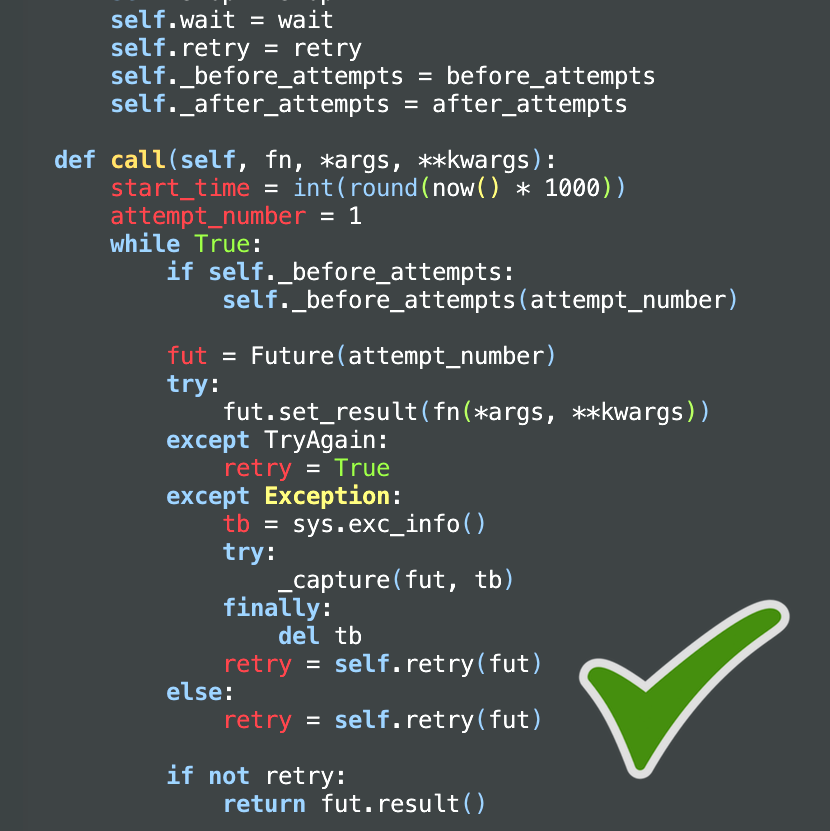 self.wait = wait
self.retry = retry
self._before_attempts = before_attempts
self._after_attempts = after_attempts
def call(self, fn, *args, **kwargs):
start_time = int(round(now() * 1000))
attempt_number = 1
while True:
if self._before_attempts:
self._before_attempts(attempt_number)
fut = Future(attempt_number)
try:
fut.set_result(fn(*args, **kwargs))
except TryAgain:
retry = True
except Exception:
tb = sys.exc_info()
try:
_capture(fut, tb)
finally:
del tb
retry = self.retry(fut)
else:
retry = self.retry(fut)
if not retry:
return fut.result()